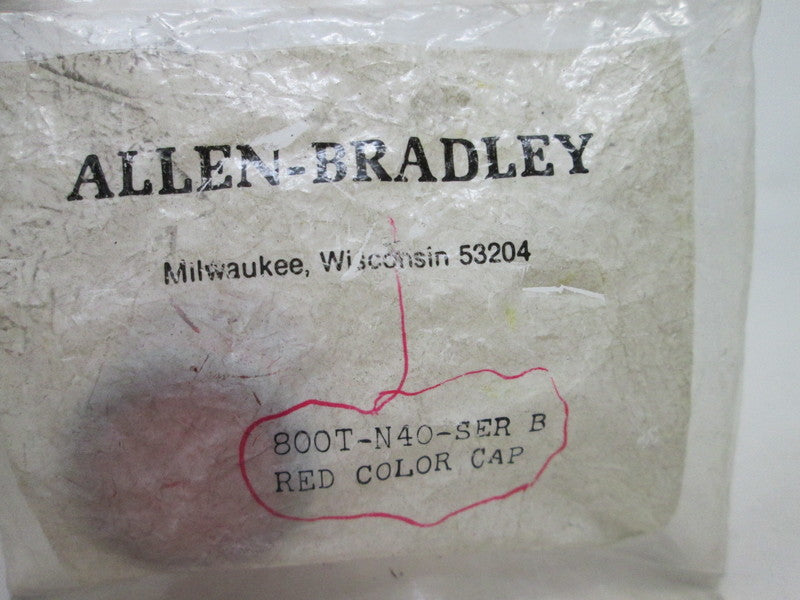 ALLEN-BRADLEY
Milwaukee, Wisconsin 53204
800T-N40-SER B
RED COLOR CAP